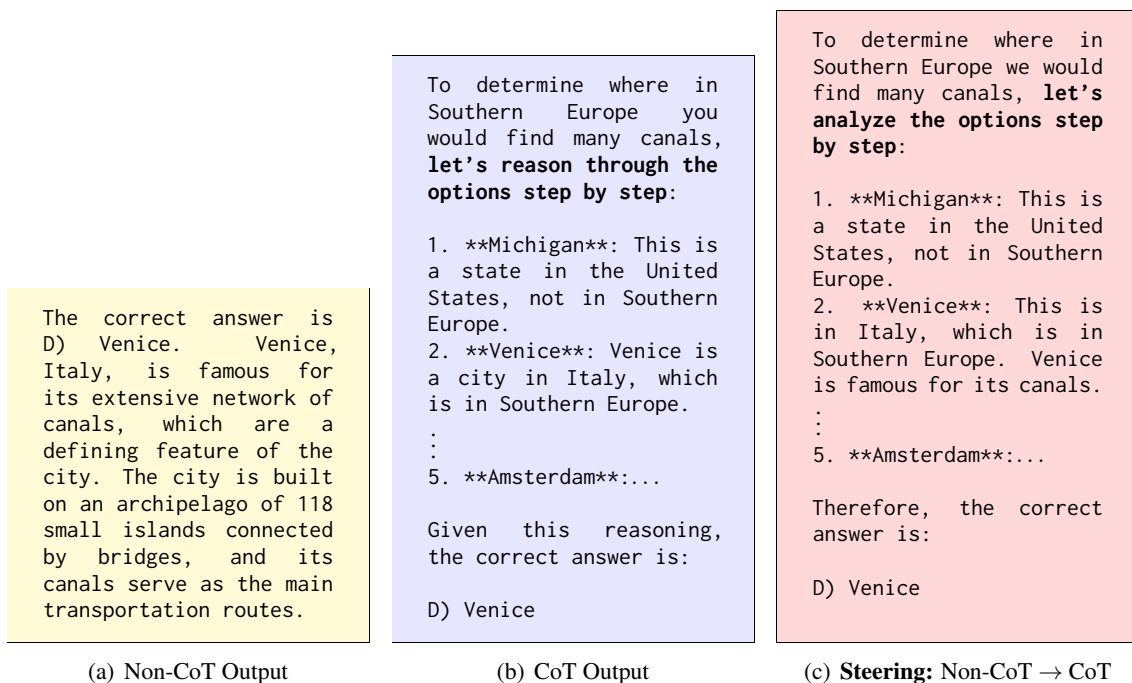 The correct answer is
D) Venice. Venice,
Italy, is famous for
its extensive network of
canals, which are a
defining feature of the
city. The city is built
on an archipelago of 118
small islands connected
by bridges, and its
canals serve as the main
transportation routes.
(a) Non-CoT Output
To determine where in
Southern Europe you
would find many canals,
let's reason through the
options step by step:
1. **Michigan**: This is
a state in the United
States, not in Southern
Europe.
2. **Venice**: Venice is
a city in Italy, which
is in Southern Europe.
⋮
5. **Amsterdam**:...
Given this reasoning,
the correct answer is:
D) Venice
(b) CoT Output
To determine where in
Southern Europe we would
find many canals, let's
analyze the options step
by step:
1. **Michigan**: This is
a state in the United
States, not in Southern
Europe.
2. **Venice**: This is
in Italy, which is in
Southern Europe. Venice
is famous for its canals.
⋮
5. **Amsterdam**:...
Therefore, the correct
answer is:
D) Venice
(c) Steering: Non-CoT → CoT